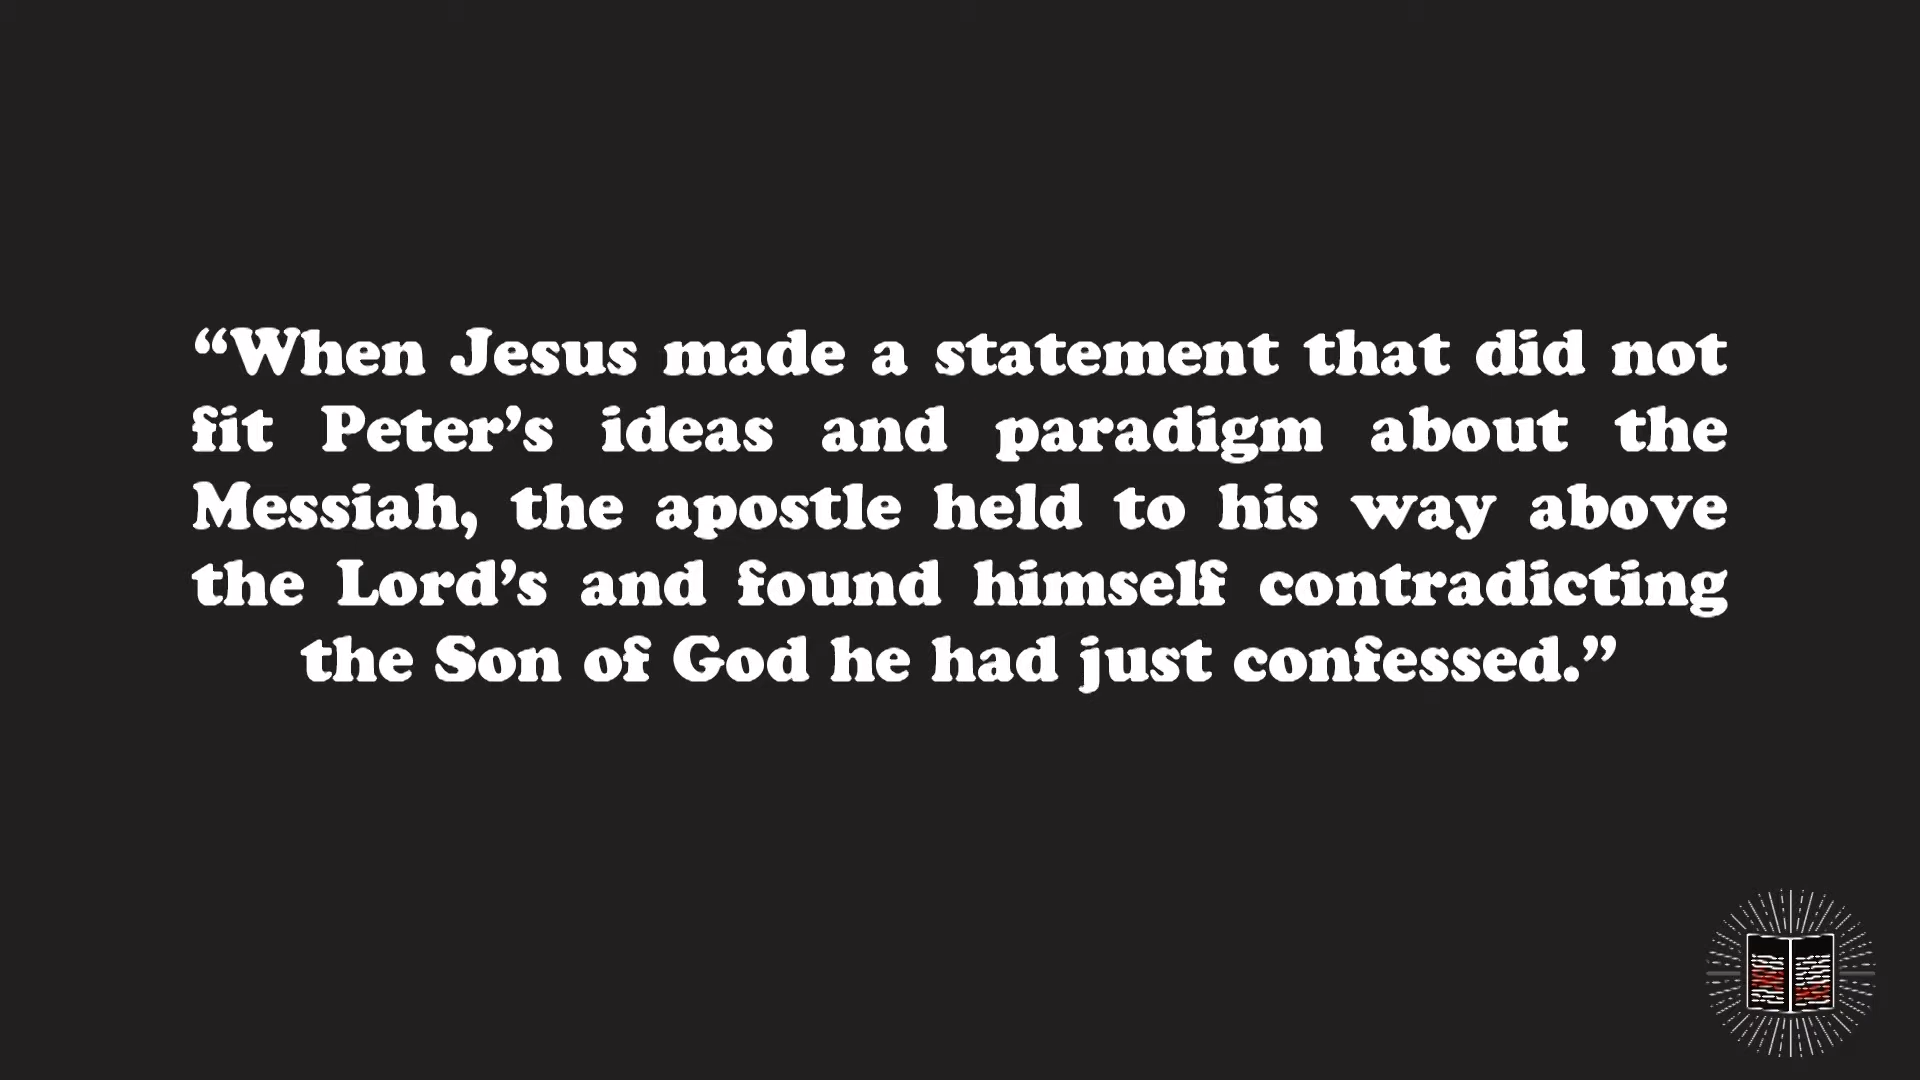 “When Jesus made a statement that did not
fit Peter’s ideas and paradigm about the
Messiah, the apostle held to his way above
the Lord’s and found himself contradicting
the Son of God he had just confessed.”